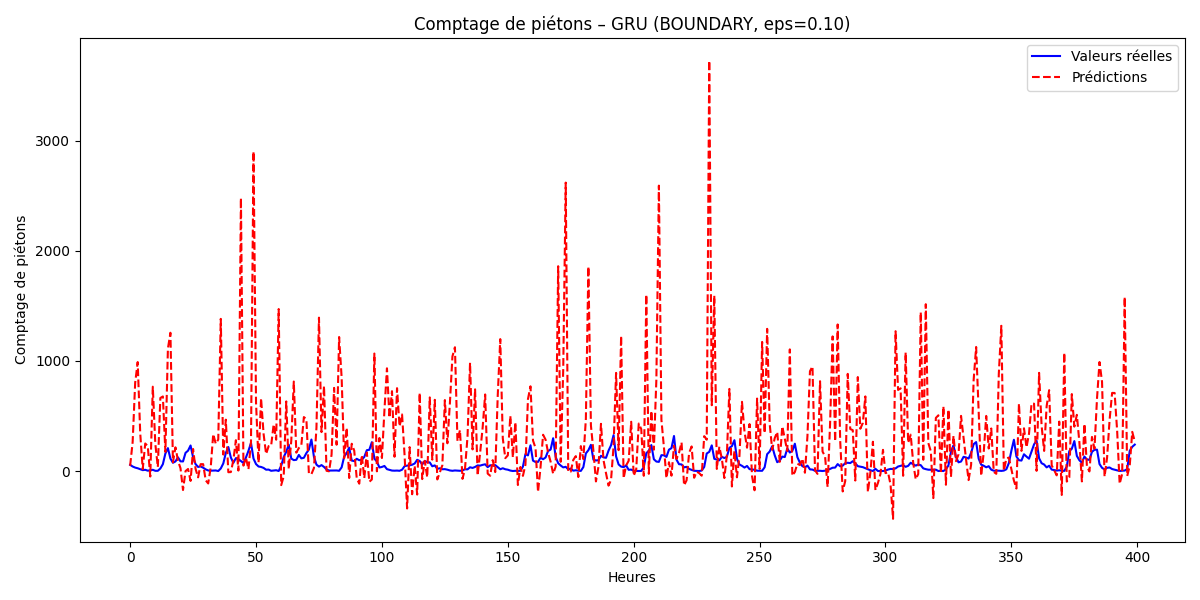 Comptage de piétons – GRU (BOUNDARY, eps=0.10)
Valeurs réelles
Prédictions
Comptage de piétons
3000
2000
1000
0
0 50 100 150 200 250 300 350 400
Heures